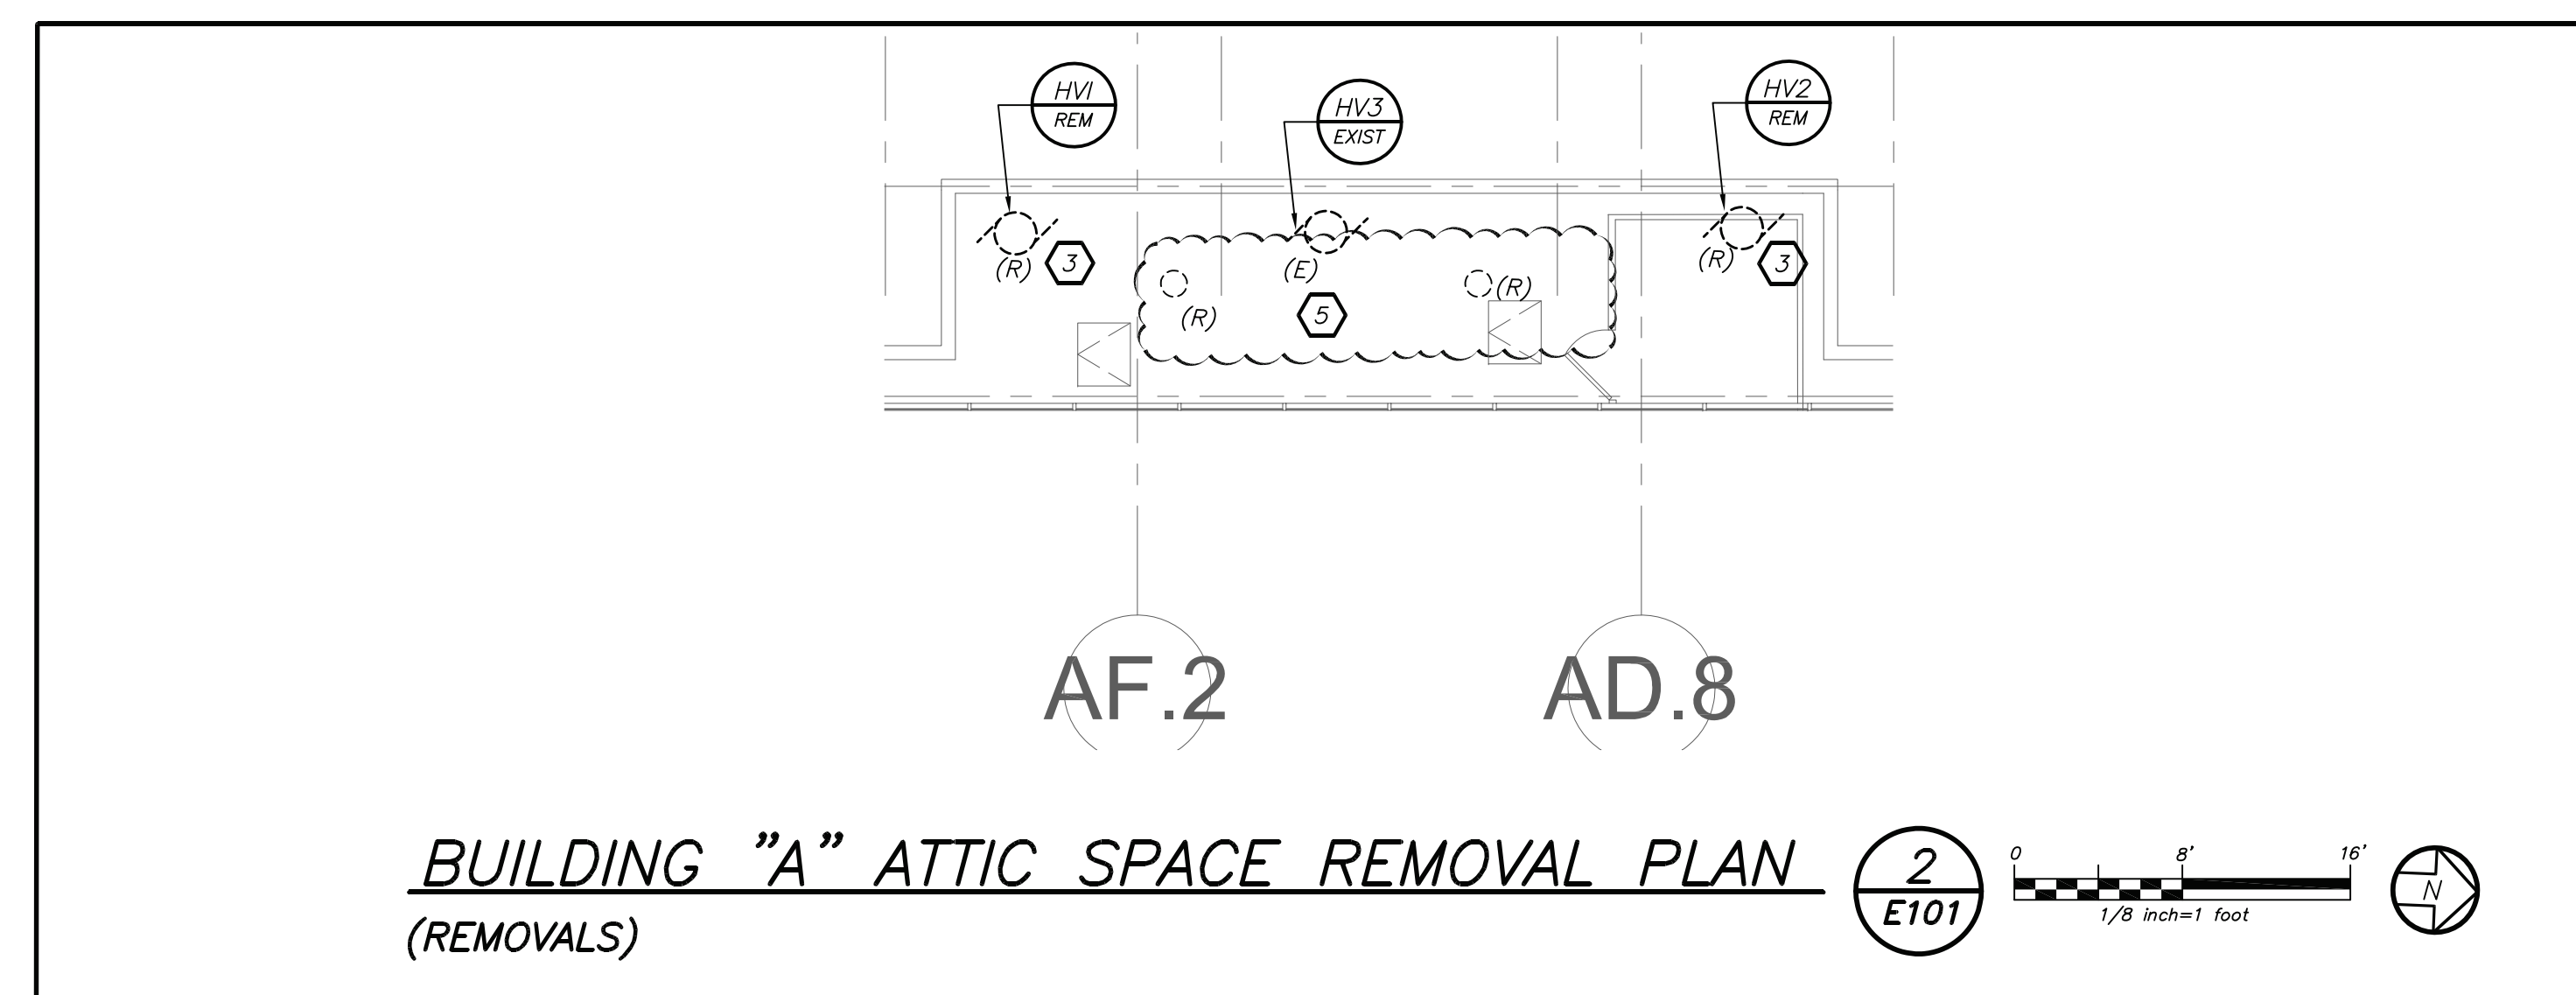 HV1
REM
HV3
EXIST
HV2
REM
(R)
3
(E)
(R)
3
(R)
5
(R)
AF.2
AD.8
BUILDING "A" ATTIC SPACE REMOVAL PLAN
(REMOVALS)
2
E101
0 8' 16'
1/8 inch=1 foot
N